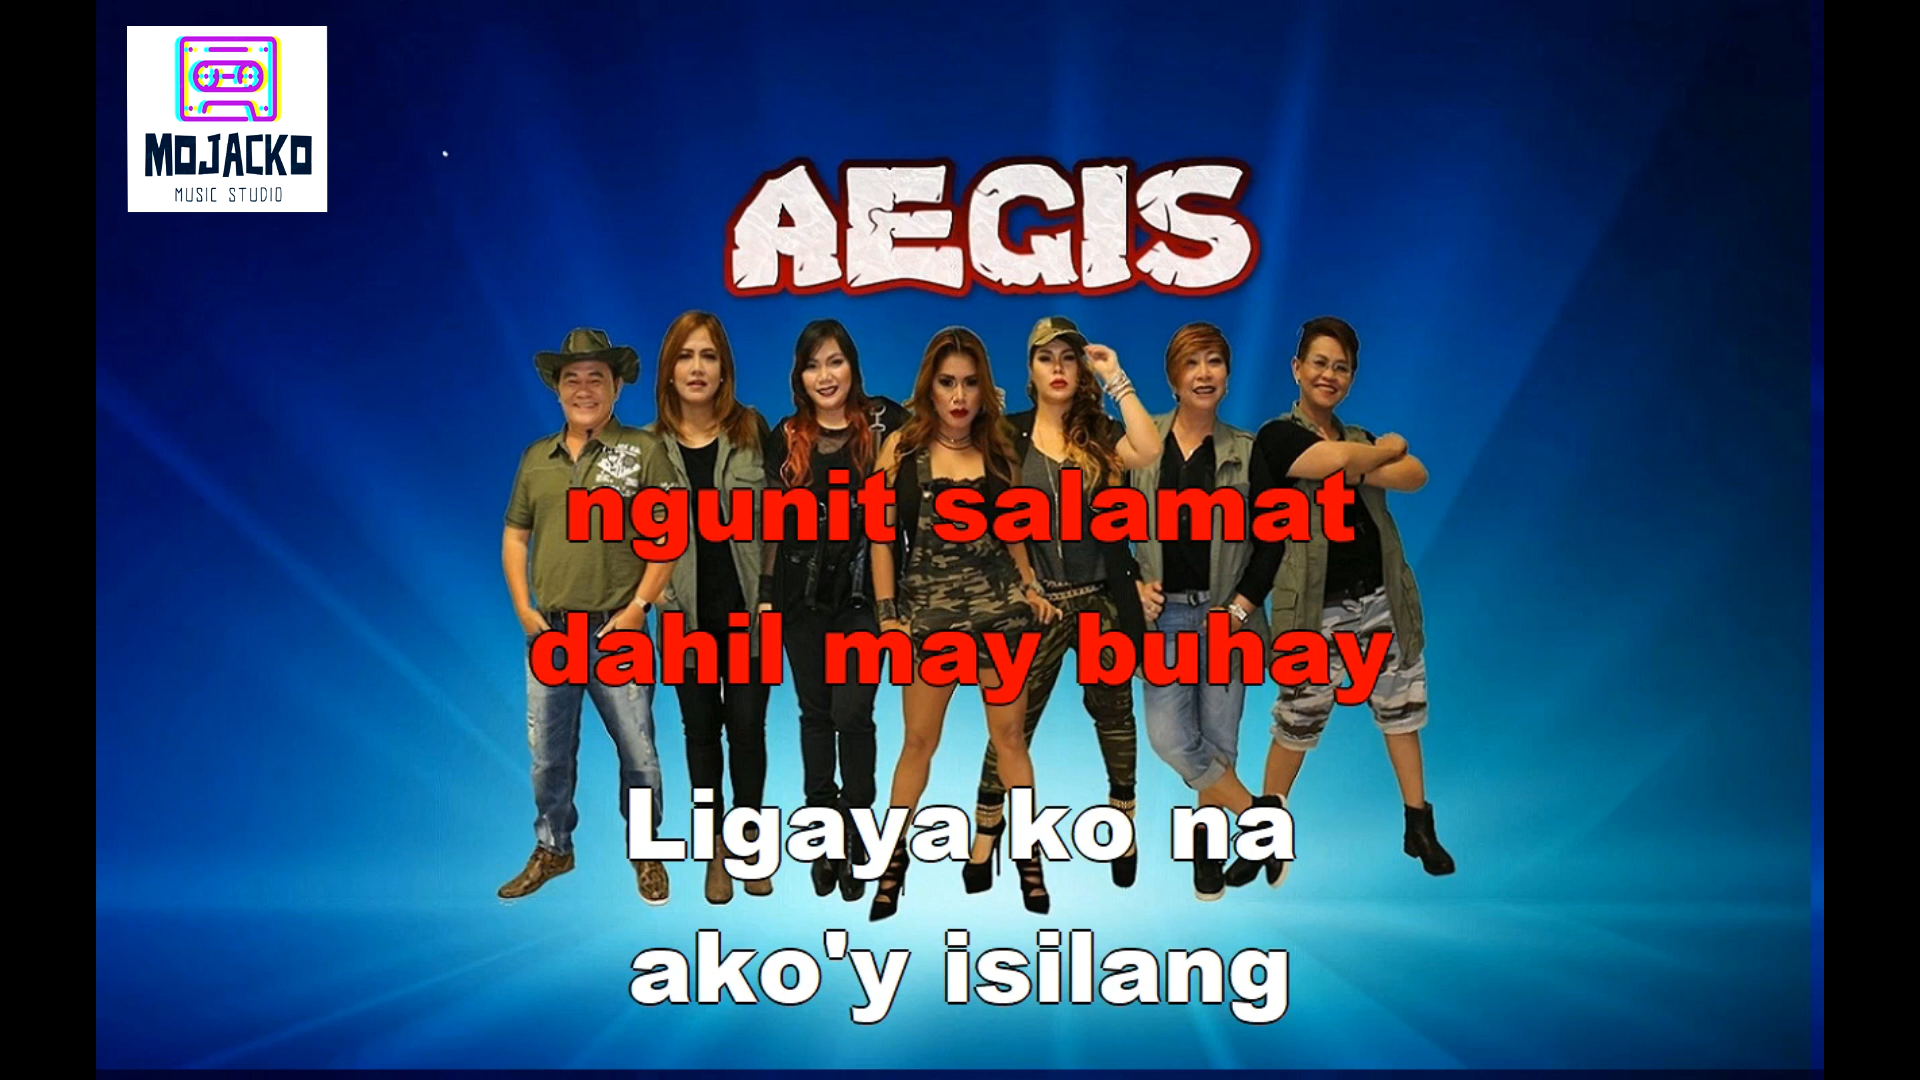 MOJACKO
MUSIC STUDIO
AEGIS
ngunit salamat
dahil may buhay
Ligaya ko na
ako'y isilang